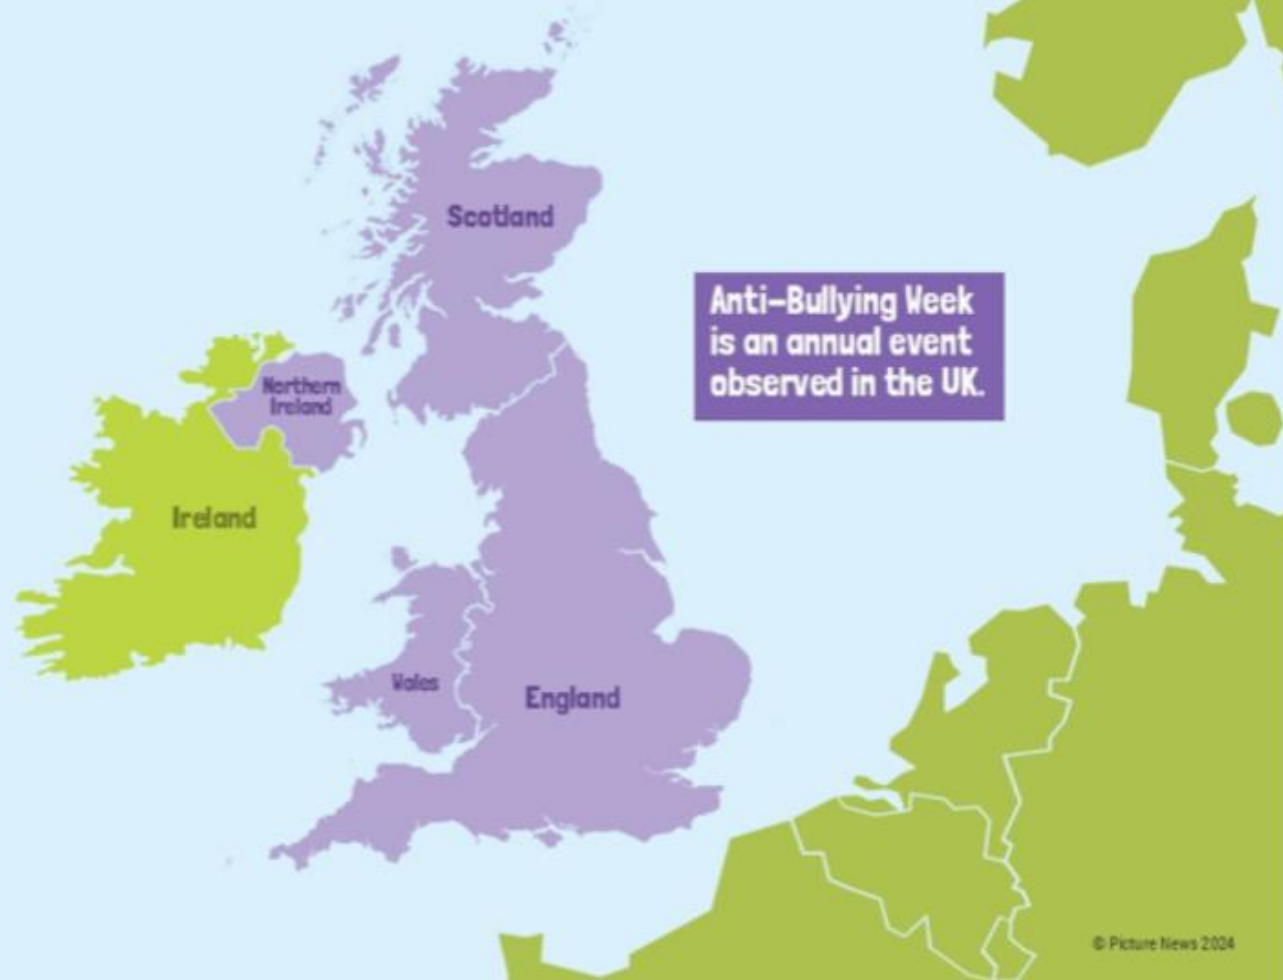 Scotland
Anti-Bullying Week
is an annual event
observed in the UK.
Northern
Ireland
Ireland
Wales
England
© Picture News 2024